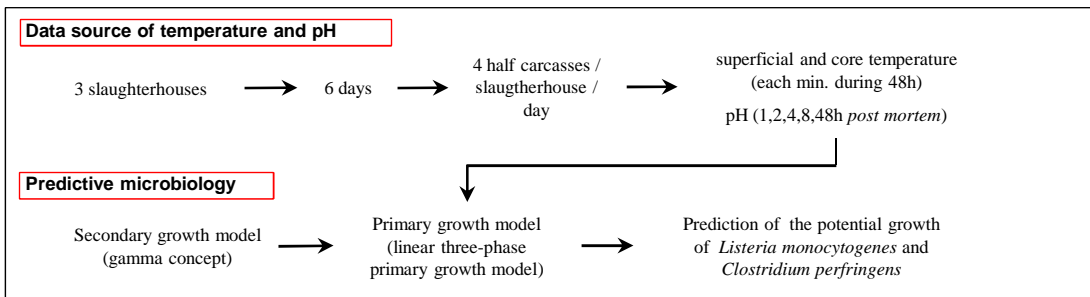 Data source of temperature and pH
3 slaughterhouses
6 days
4 half carcasses /
slaugtherhouse /
day
superficial and core temperature
(each min. during 48h)
pH (1,2,4,8,48h post mortem)
Predictive microbiology
Secondary growth model
(gamma concept)
Primary growth model
(linear three-phase
primary growth model)
Prediction of the potential growth
of Listeria monocytogenes and
Clostridium perfringens